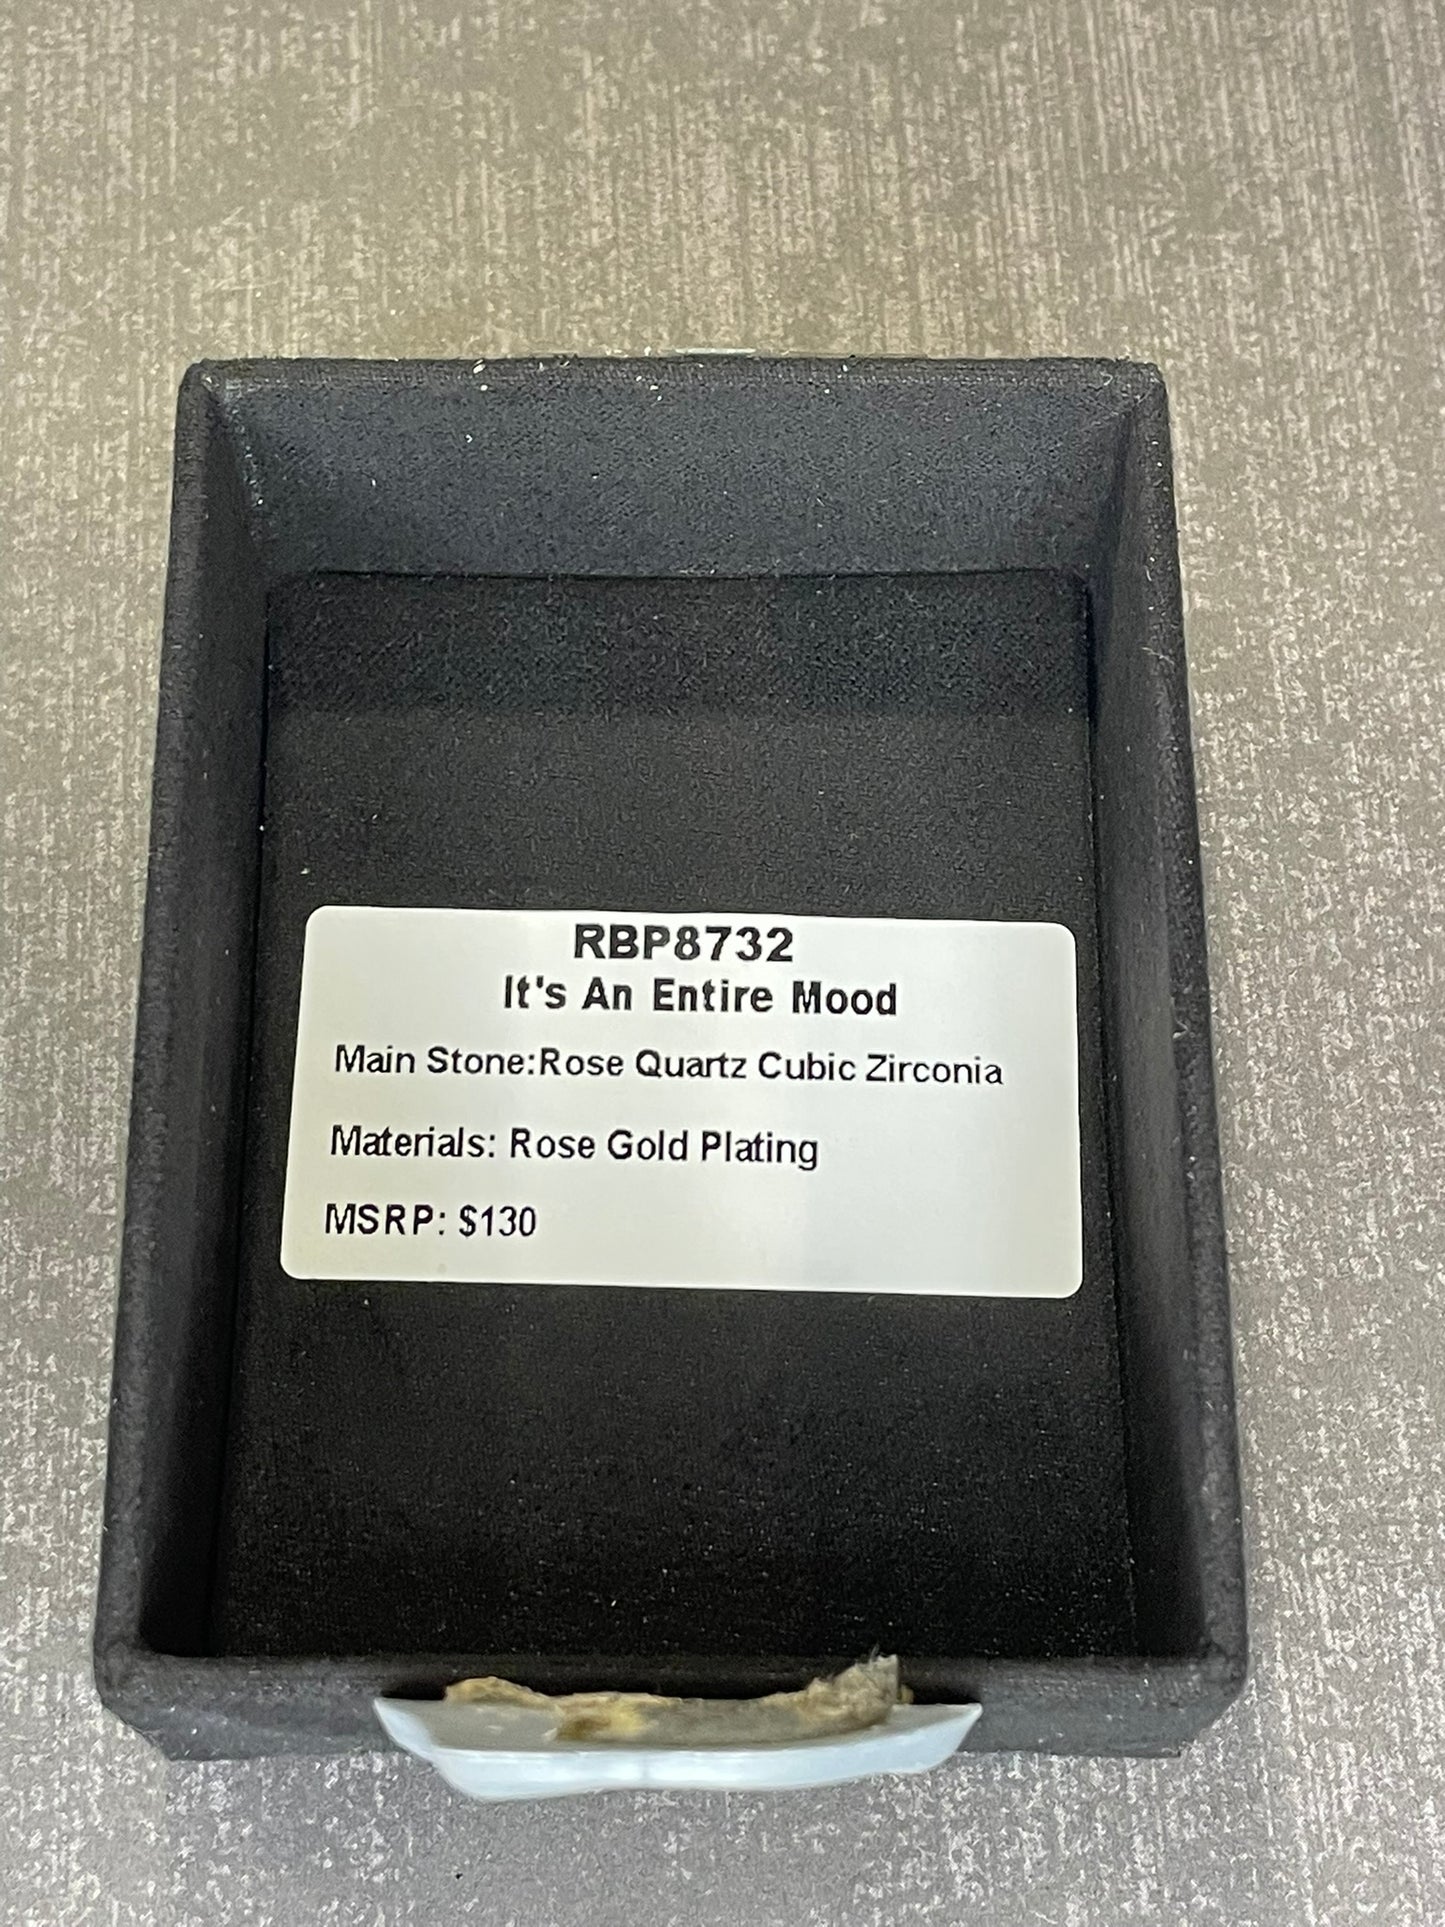 RBP8732
It's An Entire Mood
Main Stone:Rose Quartz Cubic Zirconia
Materials: Rose Gold Plating
MSRP: $130